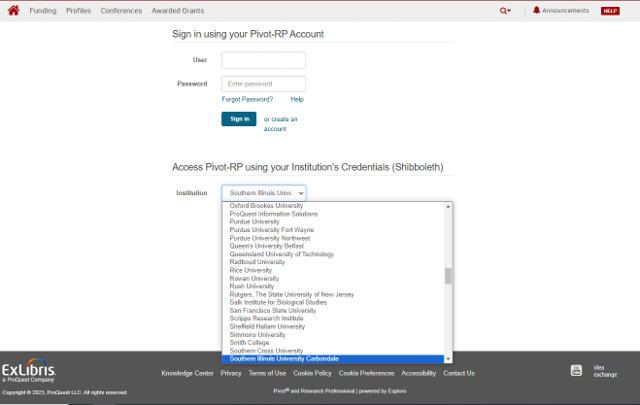 Funding Profiles Conferences Awarded Grants Announcements HELP
Sign in using your Pivot-RP Account
User
Password Enter password
Forgot Password? Help
Sign in or create an
account
Access Pivot-RP using your Institution's Credentials (Shibboleth)
Institution Southern Illinois Unive
Oxford Brookes University
ProQuest Information Solutions
Purdue University
Purdue University Fort Wayne
Purdue University Northwest
Queen's University Belfast
Queensland University of Technology
Radboud University
Rice University
Rowan University
Rush University
Rutgers, The State University of New Jersey
Salk Institute for Biological Studies
San Francisco State University
Scripps Research Institute
Sheffield Hallam University
Simmons University
Smith College
Southern Cross University
Southern Illinois University Carbondale
ExLibris
a ProQuest Company
Knowledge Center Privacy Terms of Use Cookie Policy Cookie Preferences Accessibility Contact Us
idea
exchange
Copyright © 2023, ProQuest LLC. All rights reserved.
Pivot® and Research Professional | powered by Esploro